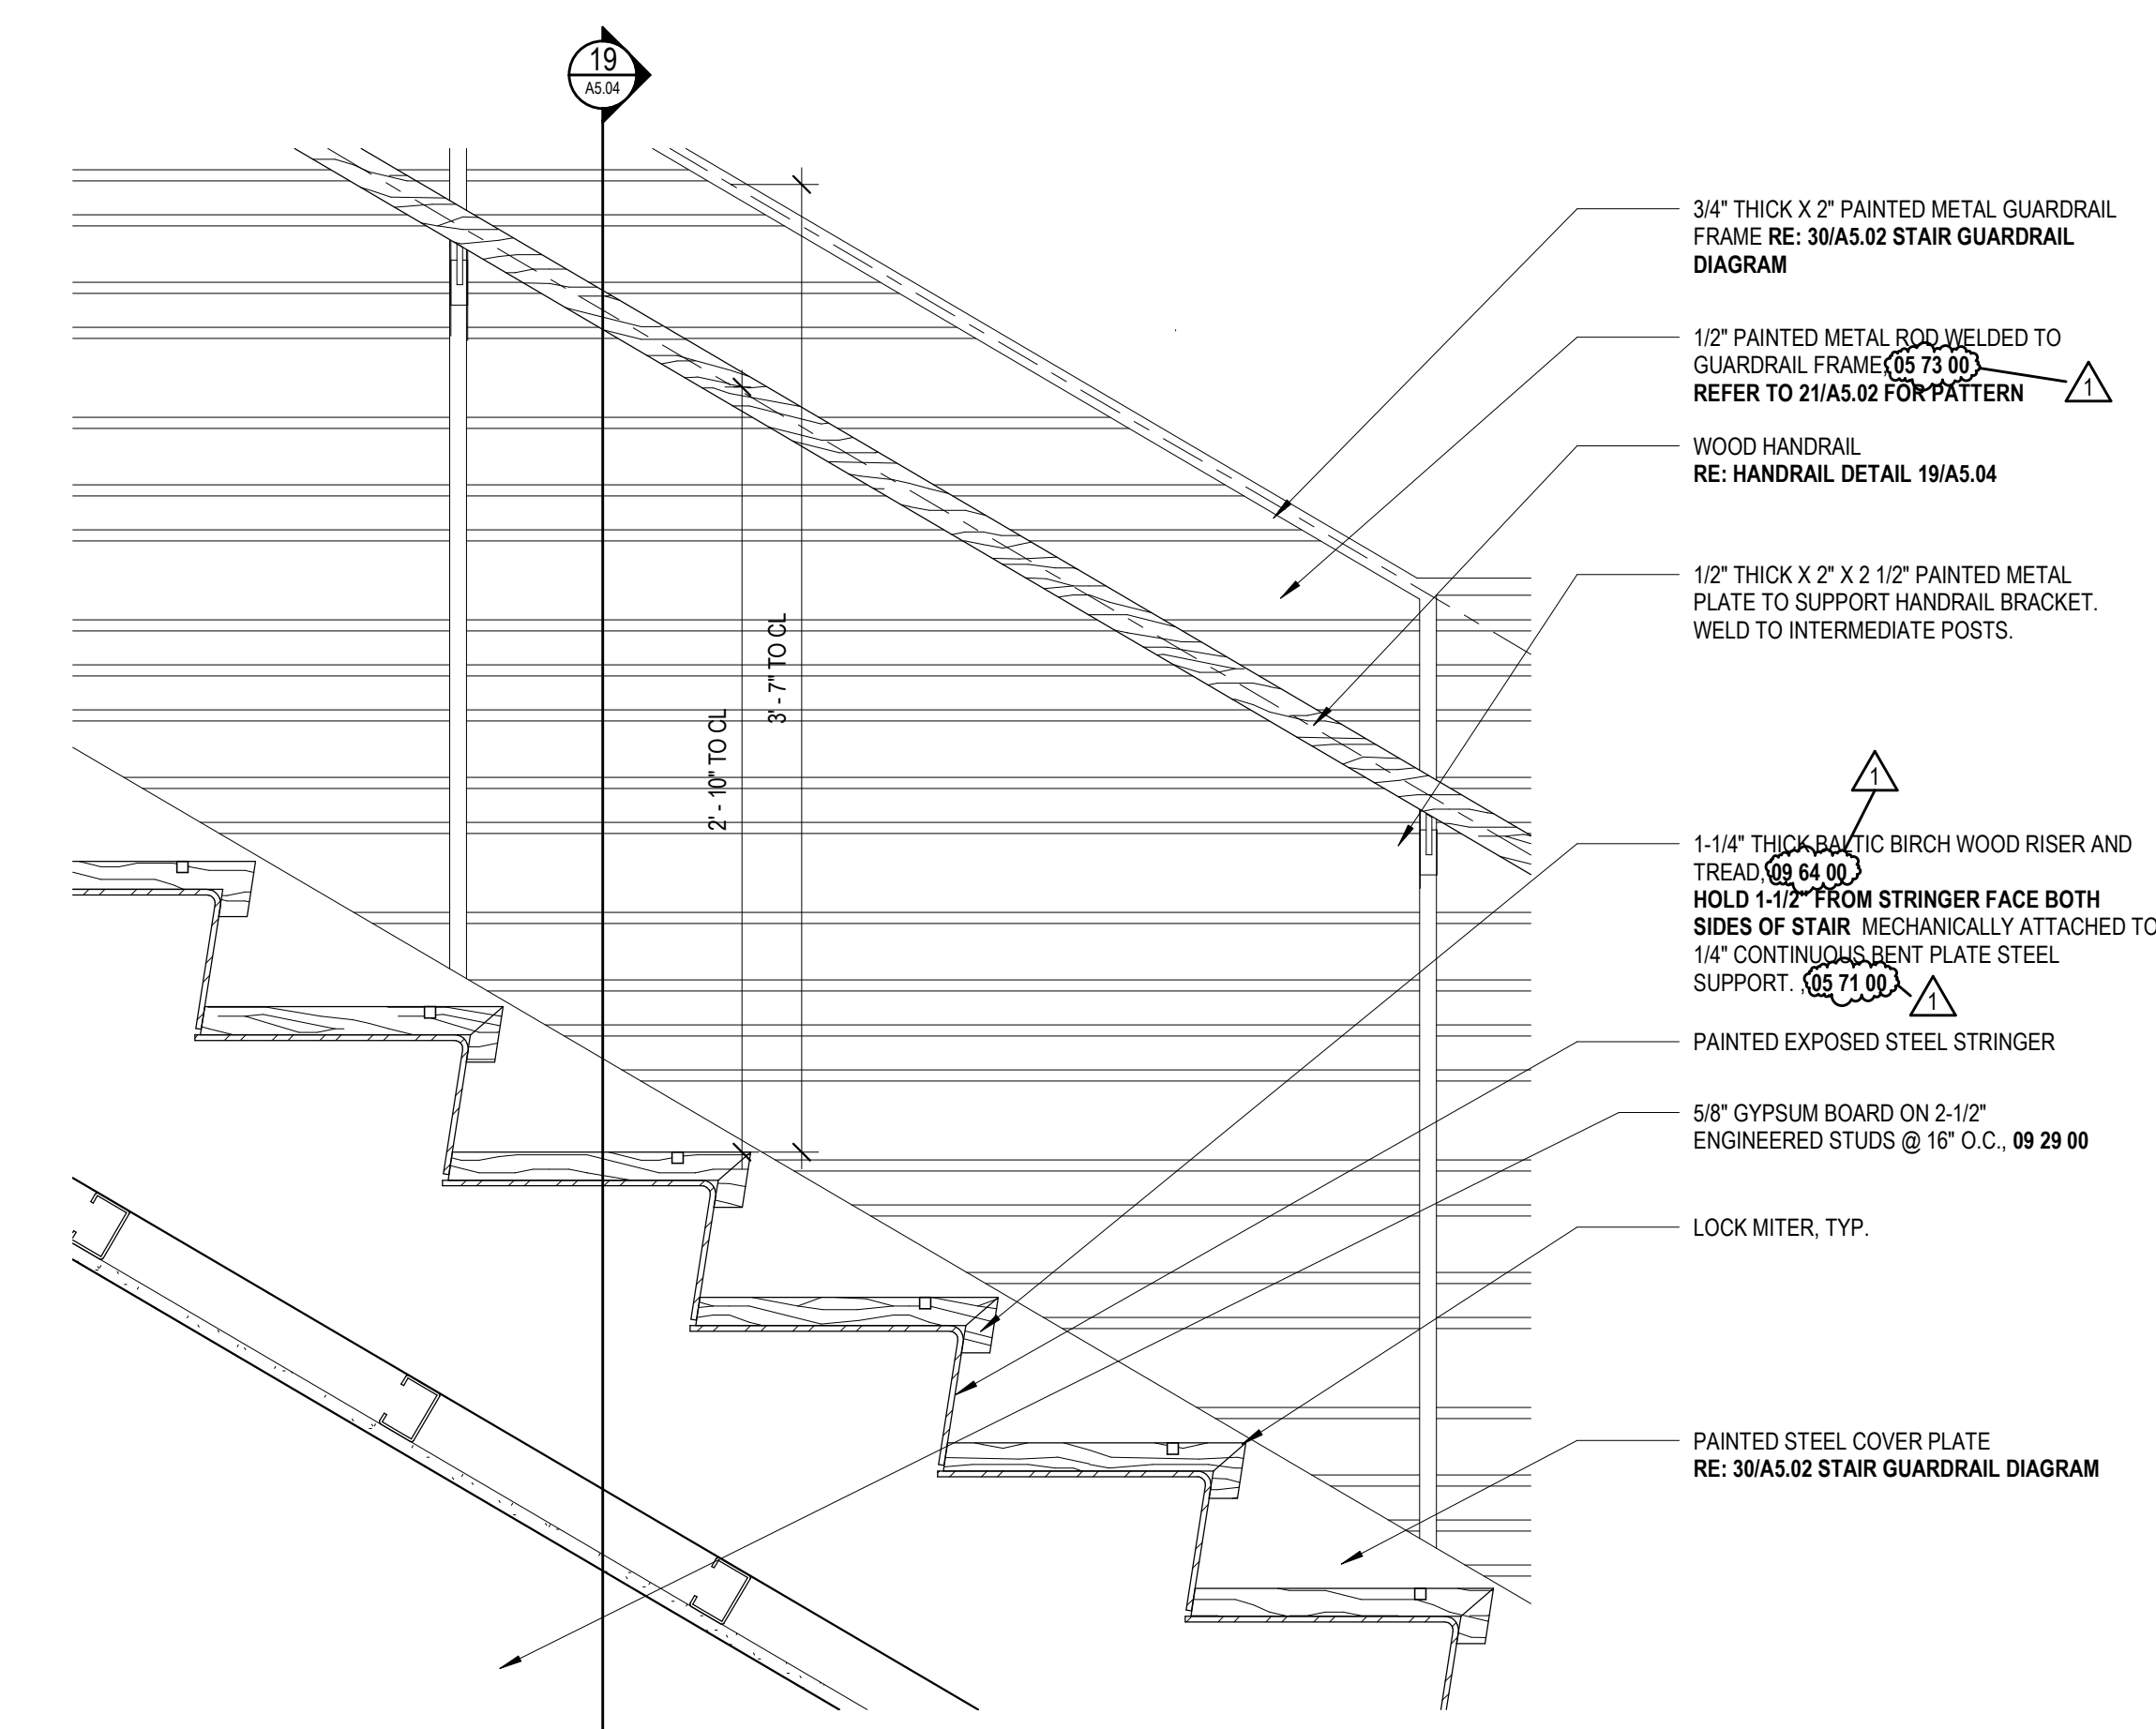 19
A5.04
3/4" THICK X 2" PAINTED METAL GUARDRAIL
FRAME RE: 30/A5.02 STAIR GUARDRAIL
DIAGRAM
1/2" PAINTED METAL ROD WELDED TO
GUARDRAIL FRAME, 05 73 00
REFER TO 21/A5.02 FOR PATTERN
1
WOOD HANDRAIL
RE: HANDRAIL DETAIL 19/A5.04
1/2" THICK X 2" X 2 1/2" PAINTED METAL
PLATE TO SUPPORT HANDRAIL BRACKET.
WELD TO INTERMEDIATE POSTS.
3' - 7" TO CL
2' - 10" TO CL
1
1-1/4" THICK BALTIC BIRCH WOOD RISER AND
TREAD, 09 64 00
HOLD 1-1/2" FROM STRINGER FACE BOTH
SIDES OF STAIR MECHANICALLY ATTACHED TO
1/4" CONTINUOUS BENT PLATE STEEL
SUPPORT. , 05 71 00
1
PAINTED EXPOSED STEEL STRINGER
5/8" GYPSUM BOARD ON 2-1/2"
ENGINEERED STUDS @ 16" O.C., 09 29 00
LOCK MITER, TYP.
PAINTED STEEL COVER PLATE
RE: 30/A5.02 STAIR GUARDRAIL DIAGRAM